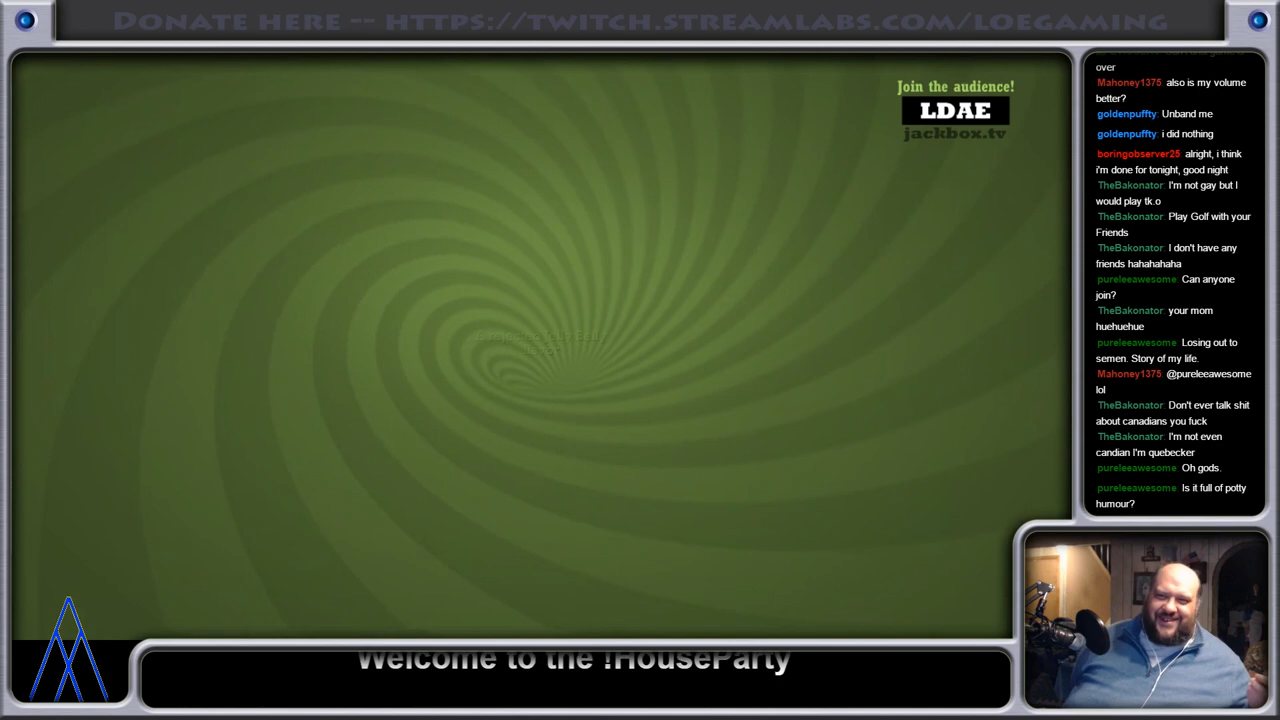 DONATE HERE -- HTTPS://TWITCH.STREAMLABS.COM/LOEGAMING
Join the audience!
LDAE
jackbox.tv
Welcome to the !HouseParty
over
Mahoney1375: also is my volume
better?
goldenpuffty: Unband me
goldenpuffty: i did nothing
boringobserver25: alright, i think
i'm done for tonight, good night
TheBakonator: I'm not gay but I
would play tk.o
TheBakonator: Play Golf with your
Friends
TheBakonator: I don't have any
friends hahahahaha
pureleeawesome: Can anyone
join?
TheBakonator: your mom
huehuehue
pureleeawesome: Losing out to
semen. Story of my life.
Mahoney1375: @pureleeawesome
lol
TheBakonator: Don't ever talk shit
about canadians you fuck
TheBakonator: I'm not even
candian I'm quebecker
pureleeawesome: Oh gods.
pureleeawesome: Is it full of potty
humour?